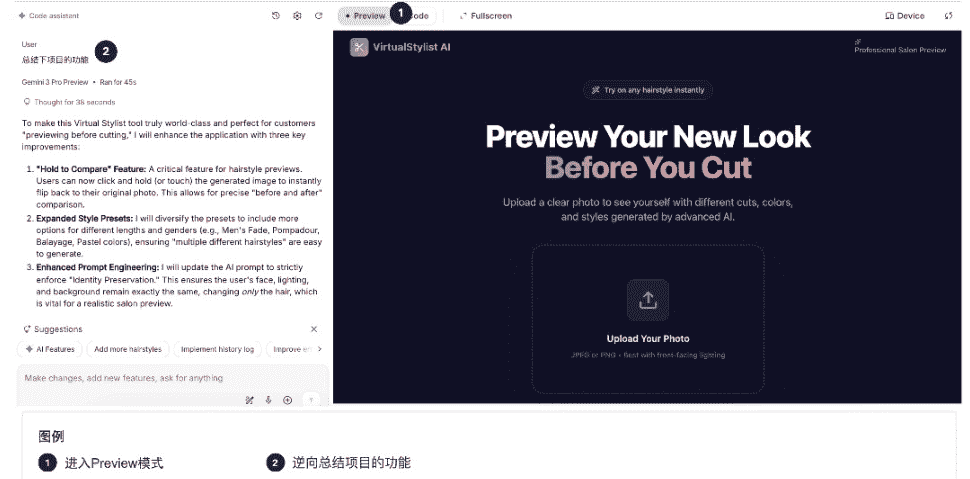 Code assistant
User
总结下项目的功能
2
Gemini 3 Pro Preview • Ran for 45s
Thought for 38 seconds
To make this Virtual Stylist tool truly world-class and perfect for customers
"previewing before cutting," I will enhance the application with three key
improvements:
1. "Hold to Compare" Feature: A critical feature for hairstyle previews.
Users can now click and hold (or touch) the generated image to instantly
flip back to their original photo. This allows for precise "before and after"
comparison.
2. Expanded Style Presets: I will diversify the presets to include more
options for different lengths and genders (e.g., Men's Fade, Pompadour,
Balayage, Pastel colors), ensuring "multiple different hairstyles" are easy
to generate.
3. Enhanced Prompt Engineering: I will update the AI prompt to strictly
enforce "Identity Preservation." This ensures the user's face, lighting,
and background remain exactly the same, changing only the hair, which
is vital for a realistic salon preview.
Suggestions
AI Features Add more hairstyles Implement history log Improve
Make changes, add new features, ask for anything
Preview 1 Code Fullscreen Device
VirtualStylist AI
Professional Salon Preview
Try on any hairstyle instantly
Preview Your New Look
Before You Cut
Upload a clear photo to see yourself with different cuts, colors,
and styles generated by advanced AI.
Upload Your Photo
JPEG or PNG • Best with front-facing lighting
图例
1 进入Preview模式 2 逆向总结项目的功能